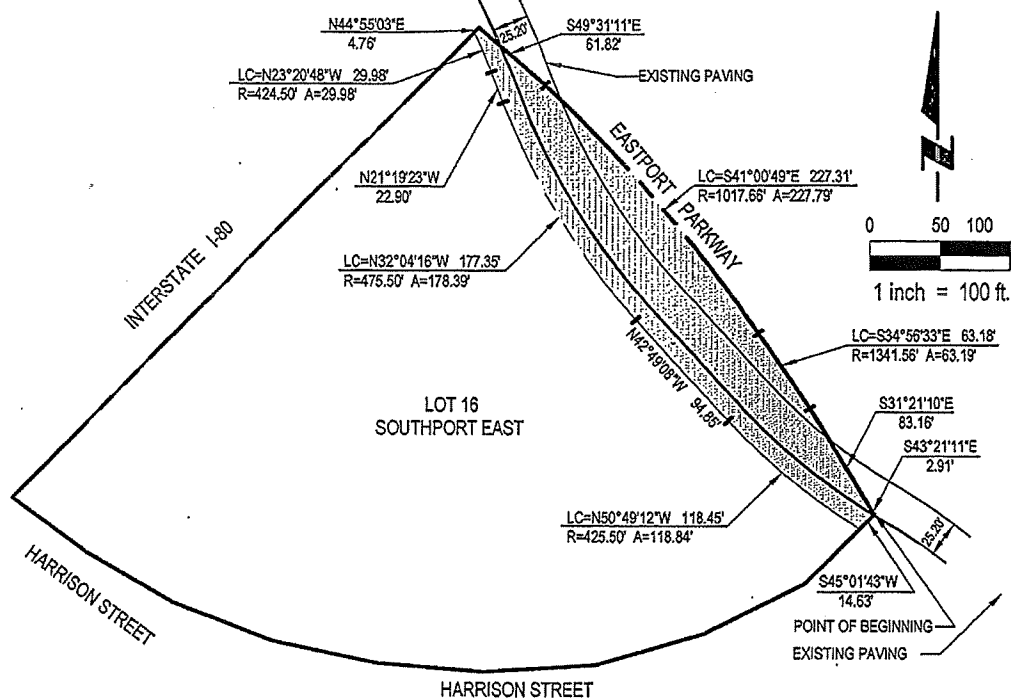 N44°55'03"E
4.76'
25.20'
S49°31'11"E
61.82'
LC=N23°20'48"W 29.98'
R=424.50' A=29.98'
EXISTING PAVING
N21°19'23"W
22.90'
EASTPORT PARKWAY
LC=S41°00'49"E 227.31'
R=1017.66' A=227.79'
N
0 50 100
1 inch = 100 ft.
INTERSTATE I-80
LC=N32°04'16"W 177.35'
R=475.50' A=178.39'
LC=S34°56'33"E 63.18'
R=1341.56' A=63.19'
N42°49'08"W 94.85'
LOT 16
SOUTHPORT EAST
S31°21'10"E
83.16'
S43°21'11"E
2.91'
LC=N50°49'12"W 118.45'
R=425.50' A=118.84'
25.20'
S45°01'43"W
14.63'
POINT OF BEGINNING
EXISTING PAVING
HARRISON STREET
HARRISON STREET